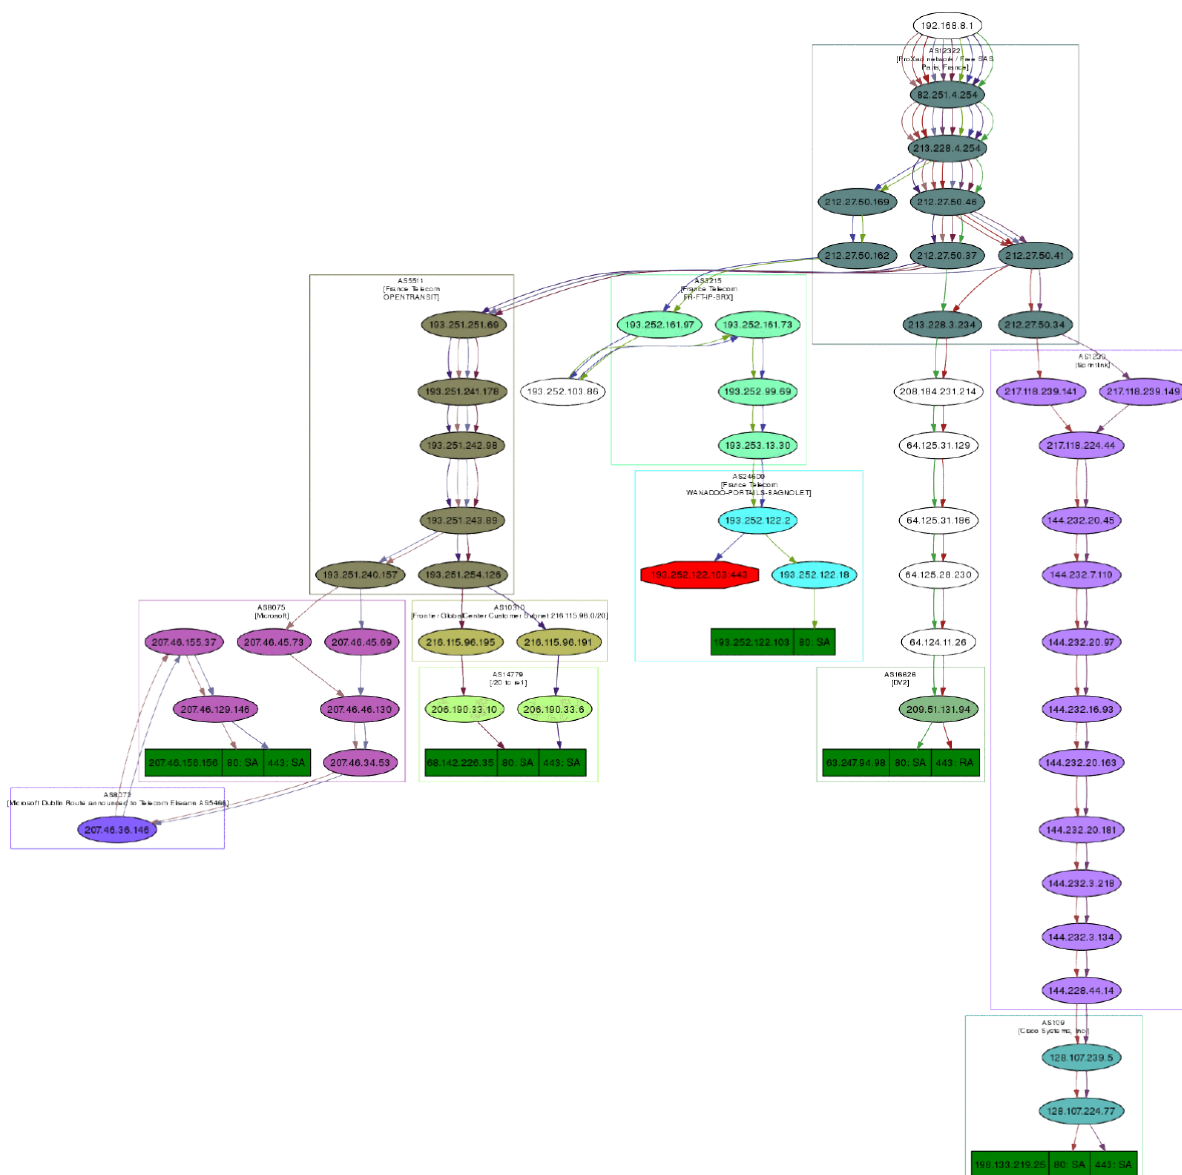 192.168.8.1
AS12322
[ProXad network / Free SAS
Paris, France]
82.251.4.254
213.228.4.254
212.27.50.169
212.27.50.46
212.27.50.162
212.27.50.37
212.27.50.41
AS5511
[France Telecom
OPENTRANSIT]
AS3215
[France Telecom
FR-FT-IP-BRX]
193.251.251.69
193.252.161.97
193.252.161.73
213.228.3.234
212.27.50.34
AS1239
[Sprintlink]
193.251.241.178
193.252.103.86
193.252.99.69
208.184.231.214
217.118.239.141
217.118.239.149
193.251.242.98
193.253.13.30
64.125.31.129
217.118.224.44
AS24600
[France Telecom
WANADOO-PORTAILS-BAGNOLET]
193.251.243.89
193.252.122.2
64.125.31.186
144.232.20.45
193.251.240.157
193.251.254.126
193.252.122.103:443
193.252.122.18
64.125.28.230
144.232.7.110
AS8075
[Microsoft]
AS10310
[Frontier GlobalCenter Customer subnet 216.115.96.0/20]
207.46.155.37
207.46.45.73
207.46.45.69
216.115.96.195
216.115.96.191
193.252.122.103
80: SA
64.124.11.26
144.232.20.97
AS14779
AS16626
[DV2]
207.46.129.146
207.46.46.130
206.190.33.10
206.190.33.6
209.51.131.94
144.232.16.93
207.46.156.156
80: SA
443: SA
207.46.34.53
68.142.226.35
80: SA
443: SA
63.247.94.98
80: SA
443: RA
144.232.20.163
AS8072
[Microsoft Dublin Route announced to Telecom Eireann AS5466]
207.46.36.146
144.232.20.181
144.232.3.218
144.232.3.134
144.228.44.14
AS109
[Cisco Systems, Inc]
128.107.239.5
128.107.224.77
198.133.219.25
80: SA
443: SA